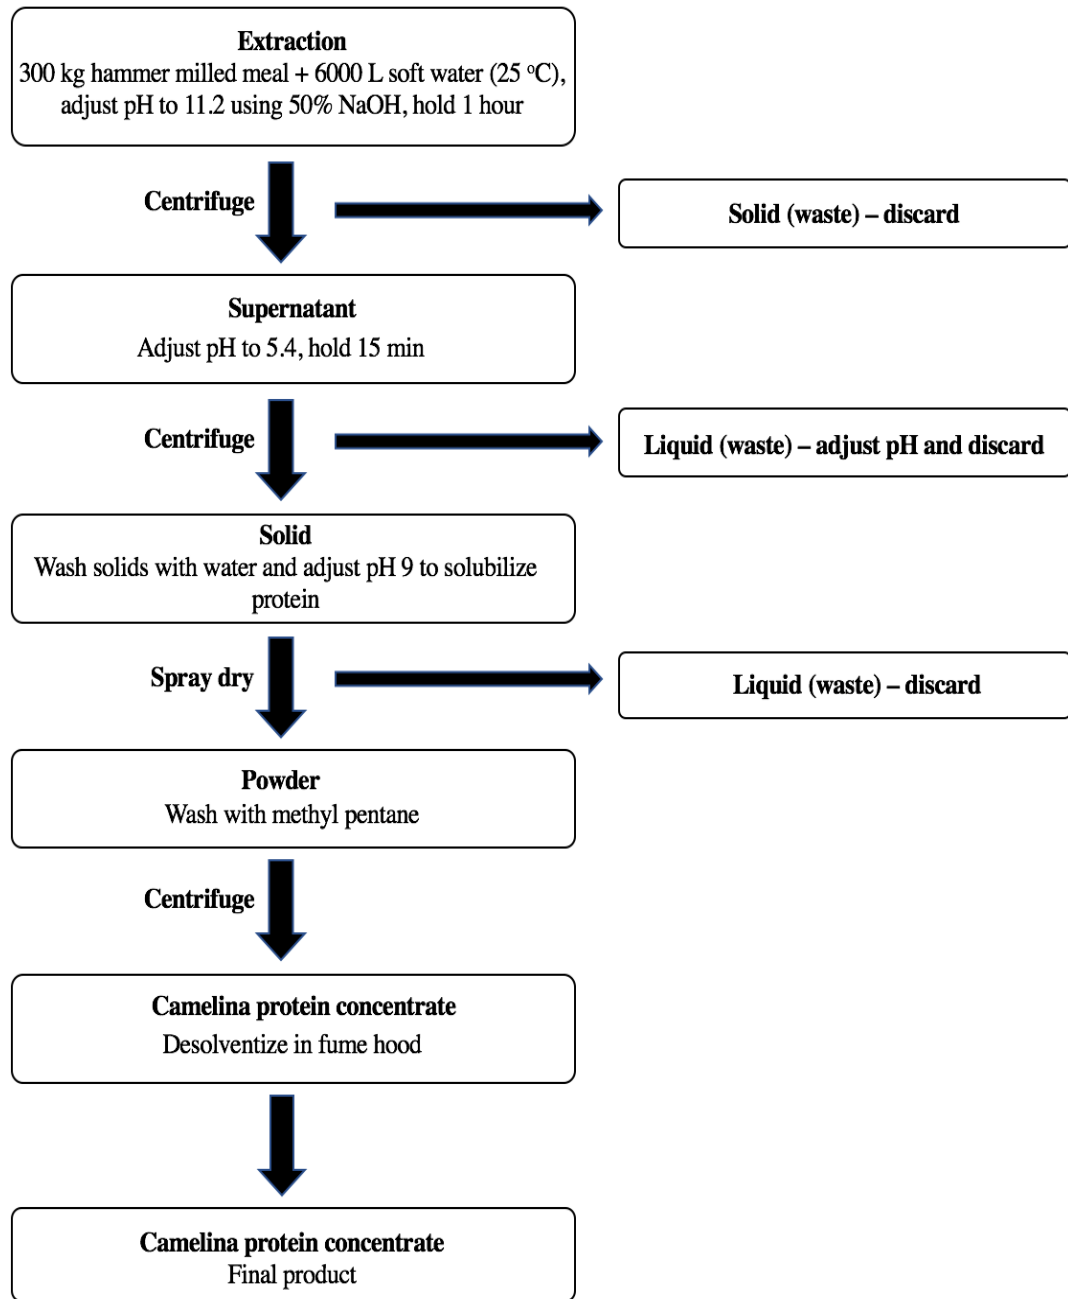 Extraction
300 kg hammer milled meal + 6000 L soft water (25 ºC),
adjust pH to 11.2 using 50% NaOH, hold 1 hour
Centrifuge
Solid (waste) – discard
Supernatant
Adjust pH to 5.4, hold 15 min
Centrifuge
Liquid (waste) – adjust pH and discard
Solid
Wash solids with water and adjust pH 9 to solubilize
protein
Spray dry
Liquid (waste) – discard
Powder
Wash with methyl pentane
Centrifuge
Camelina protein concentrate
Desolventize in fume hood
Camelina protein concentrate
Final product